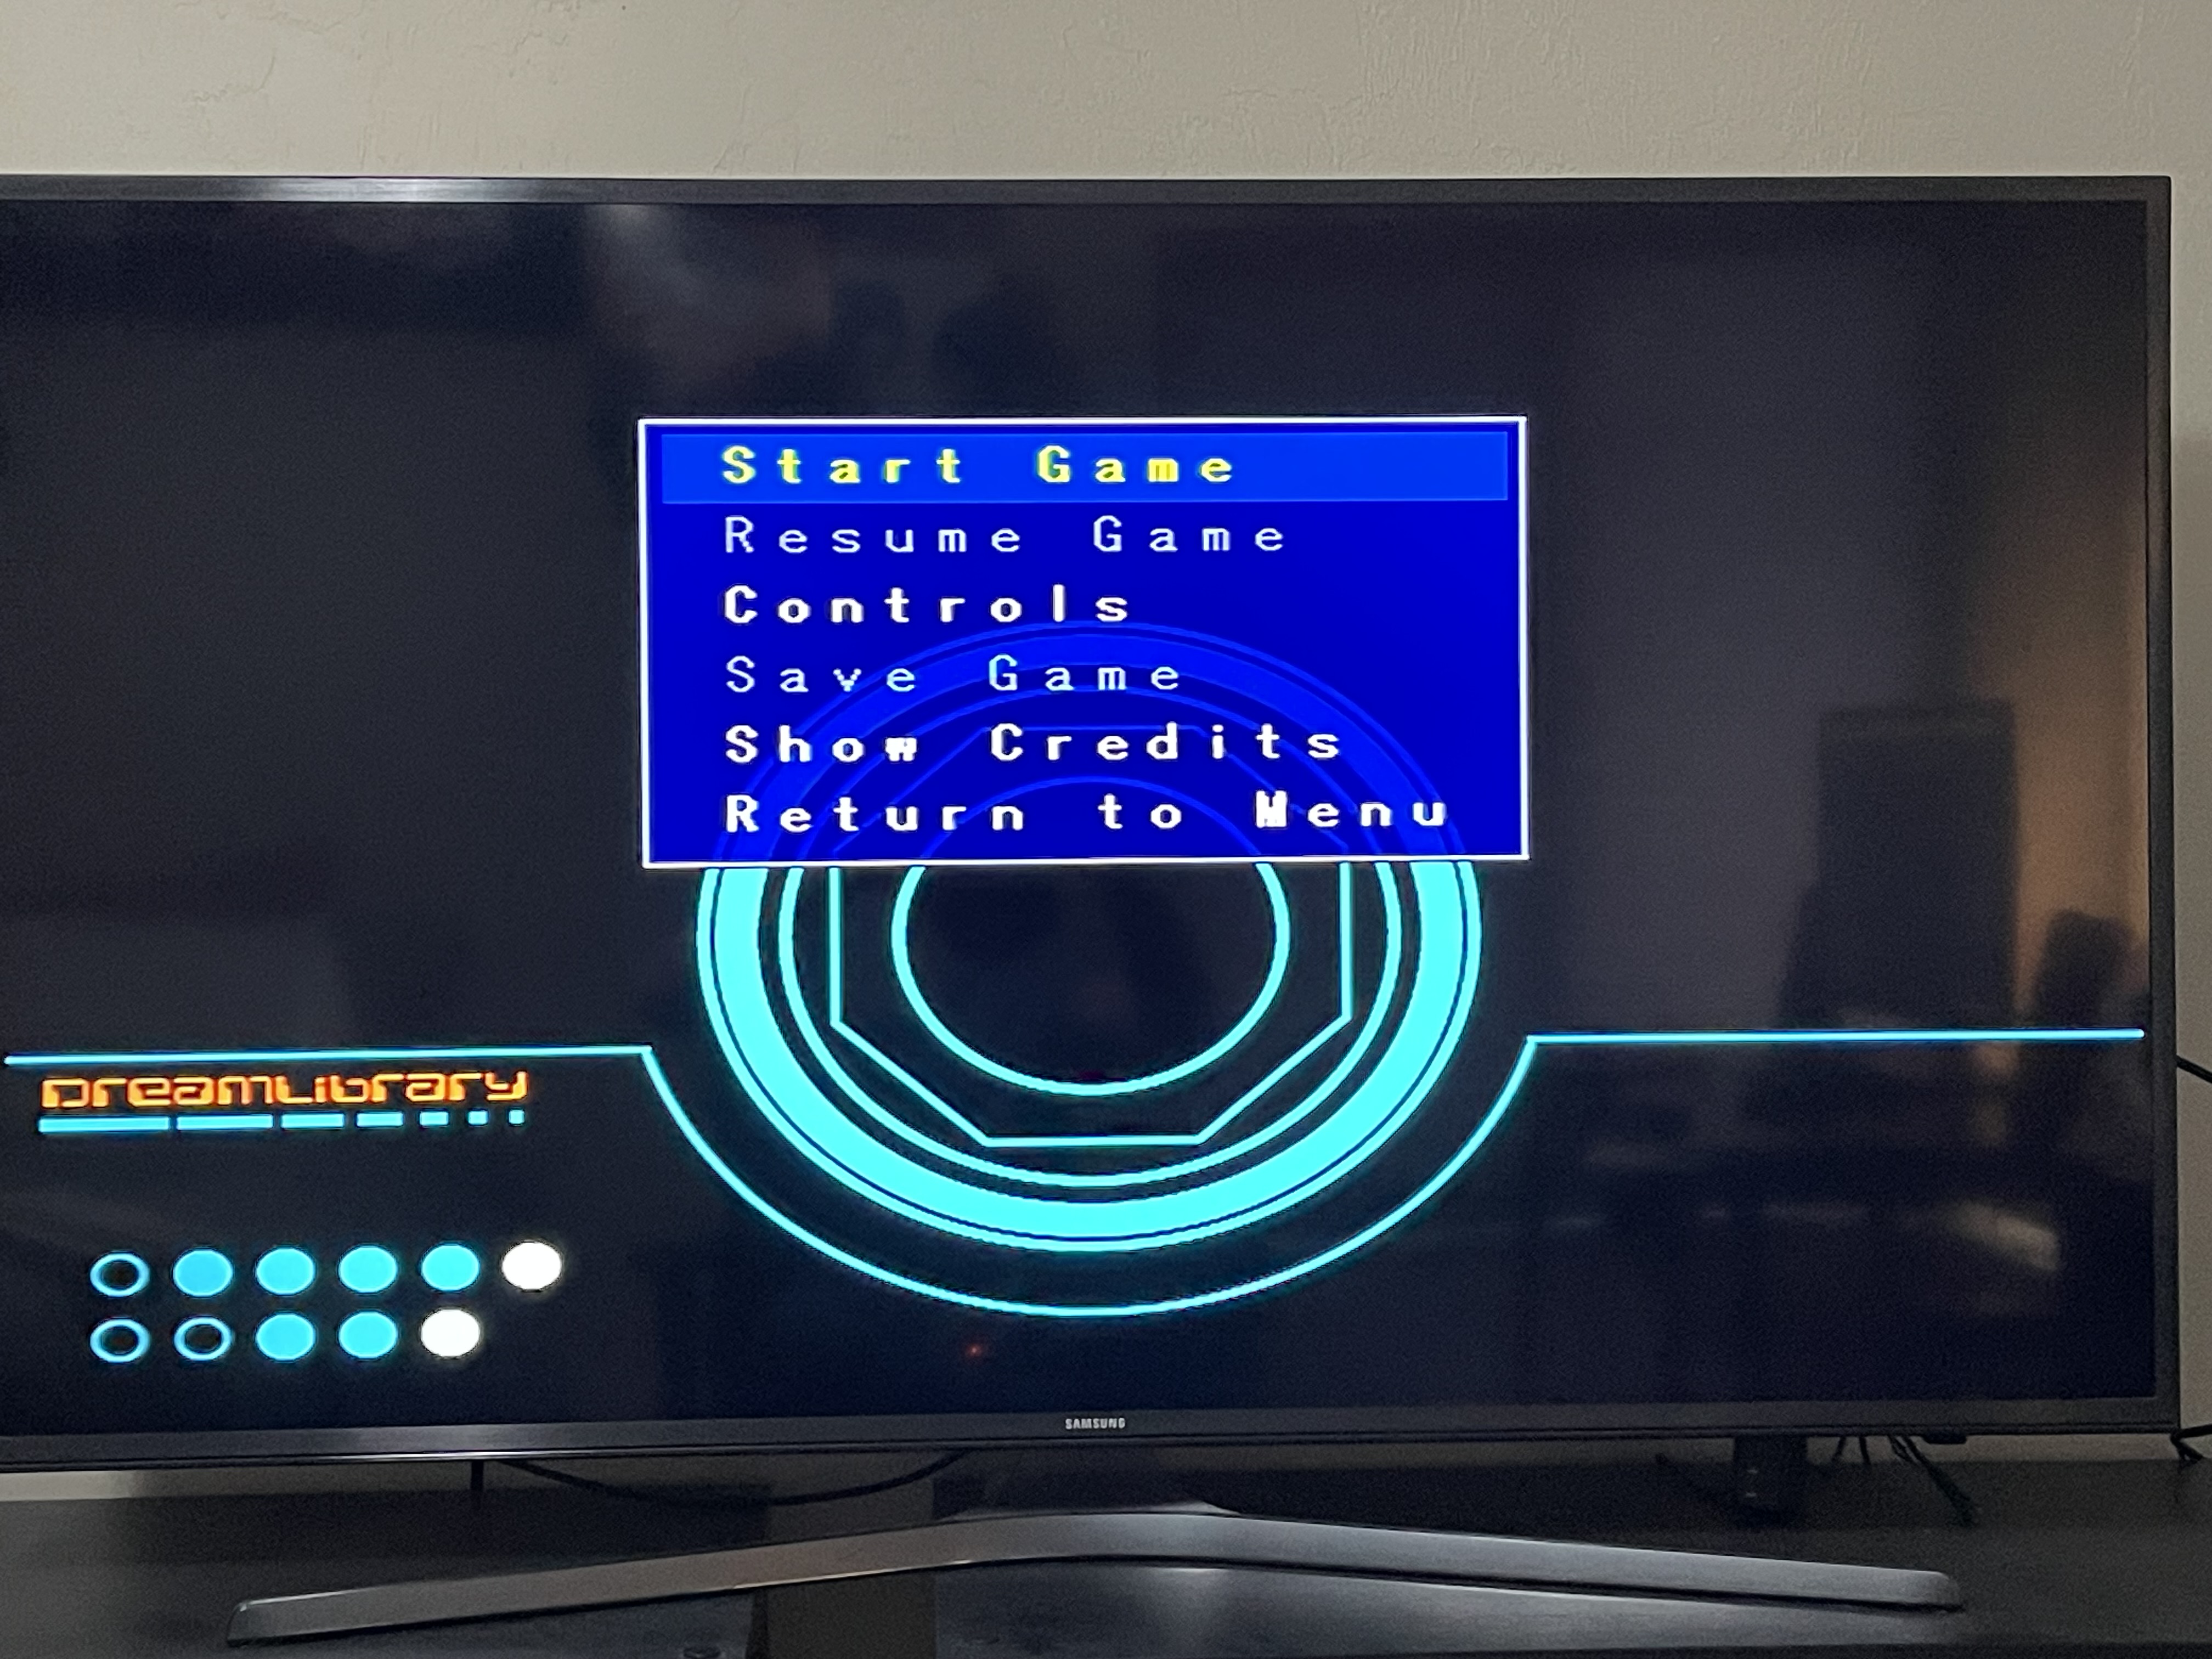 Start Game
Resume Game
Controls
Save Game
Show Credits
Return to Menu
DreamLibrary
SAMSUNG